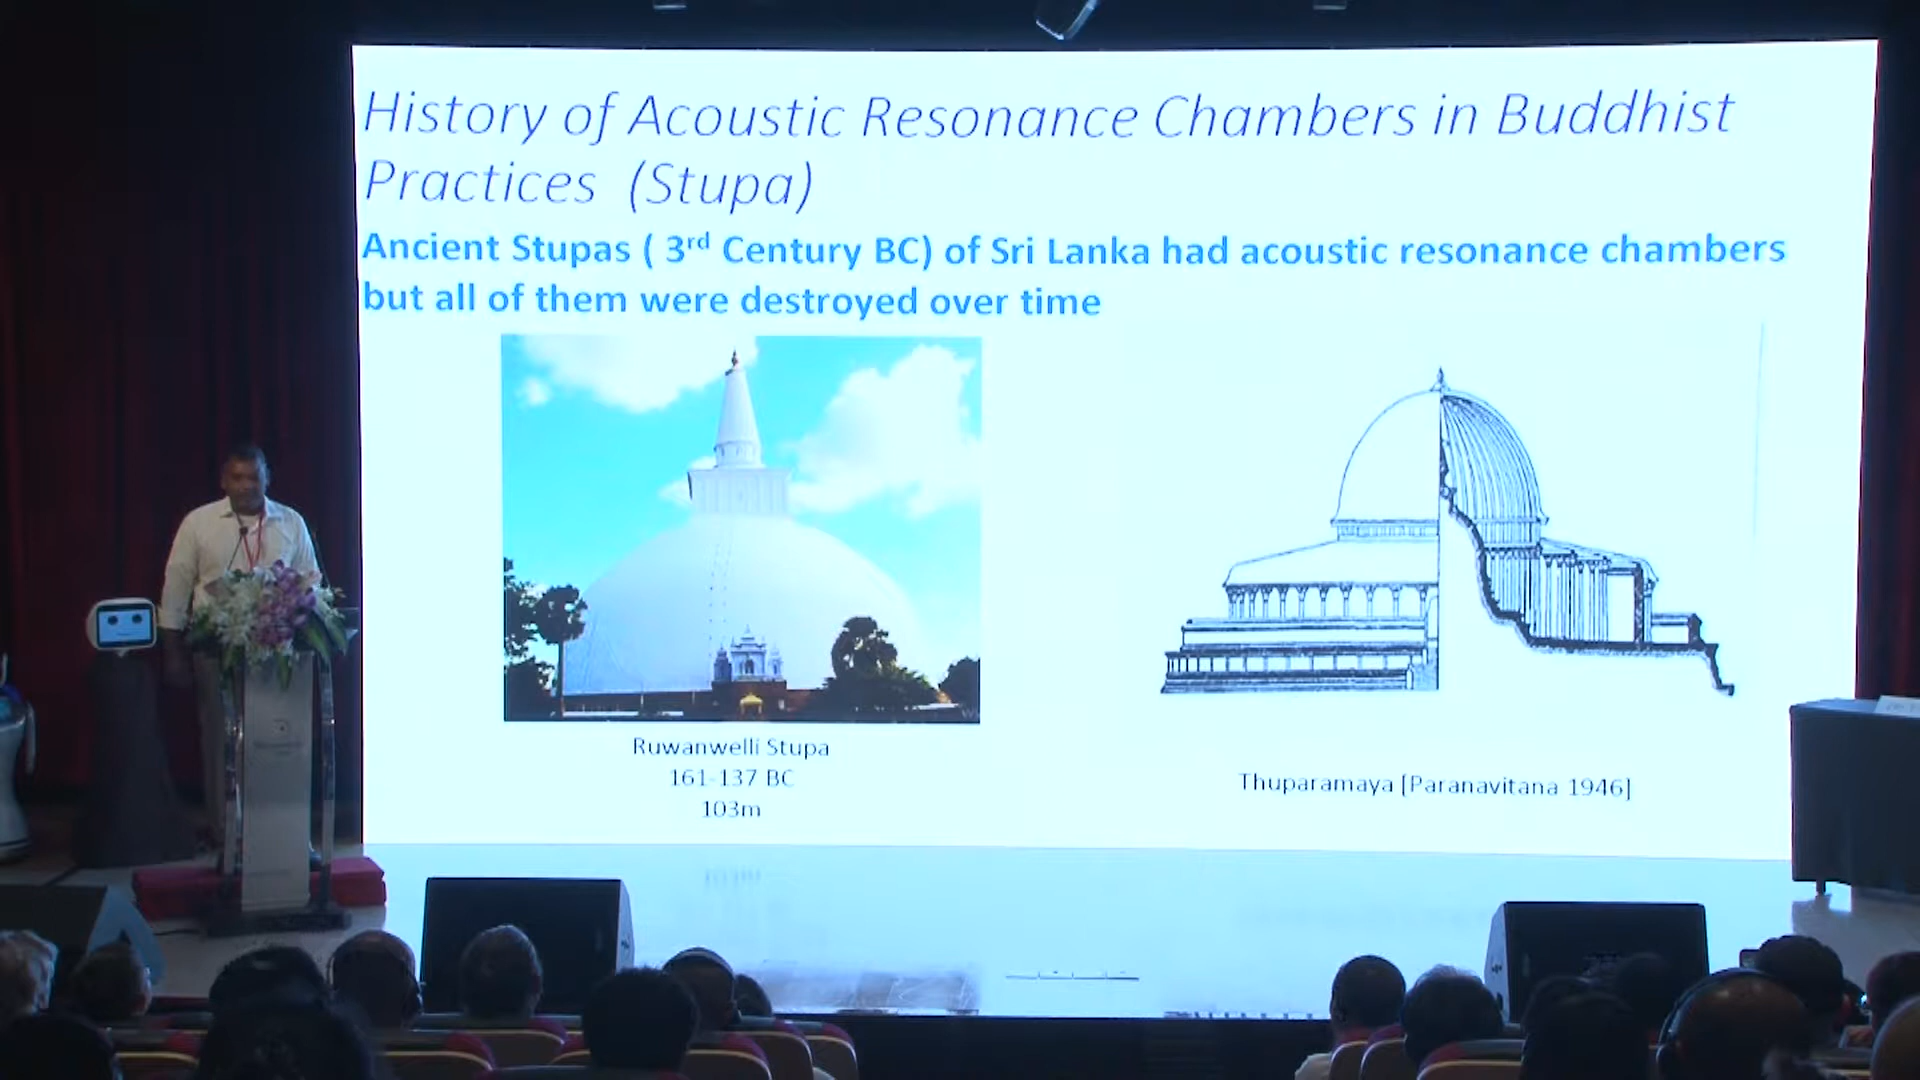 History of Acoustic Resonance Chambers in Buddhist
Practices (Stupa)
Ancient Stupas ( 3rd Century BC) of Sri Lanka had acoustic resonance chambers
but all of them were destroyed over time
Ruwanwelli Stupa
161-137 BC
103m
Thuparamaya [Paranavitana 1946]